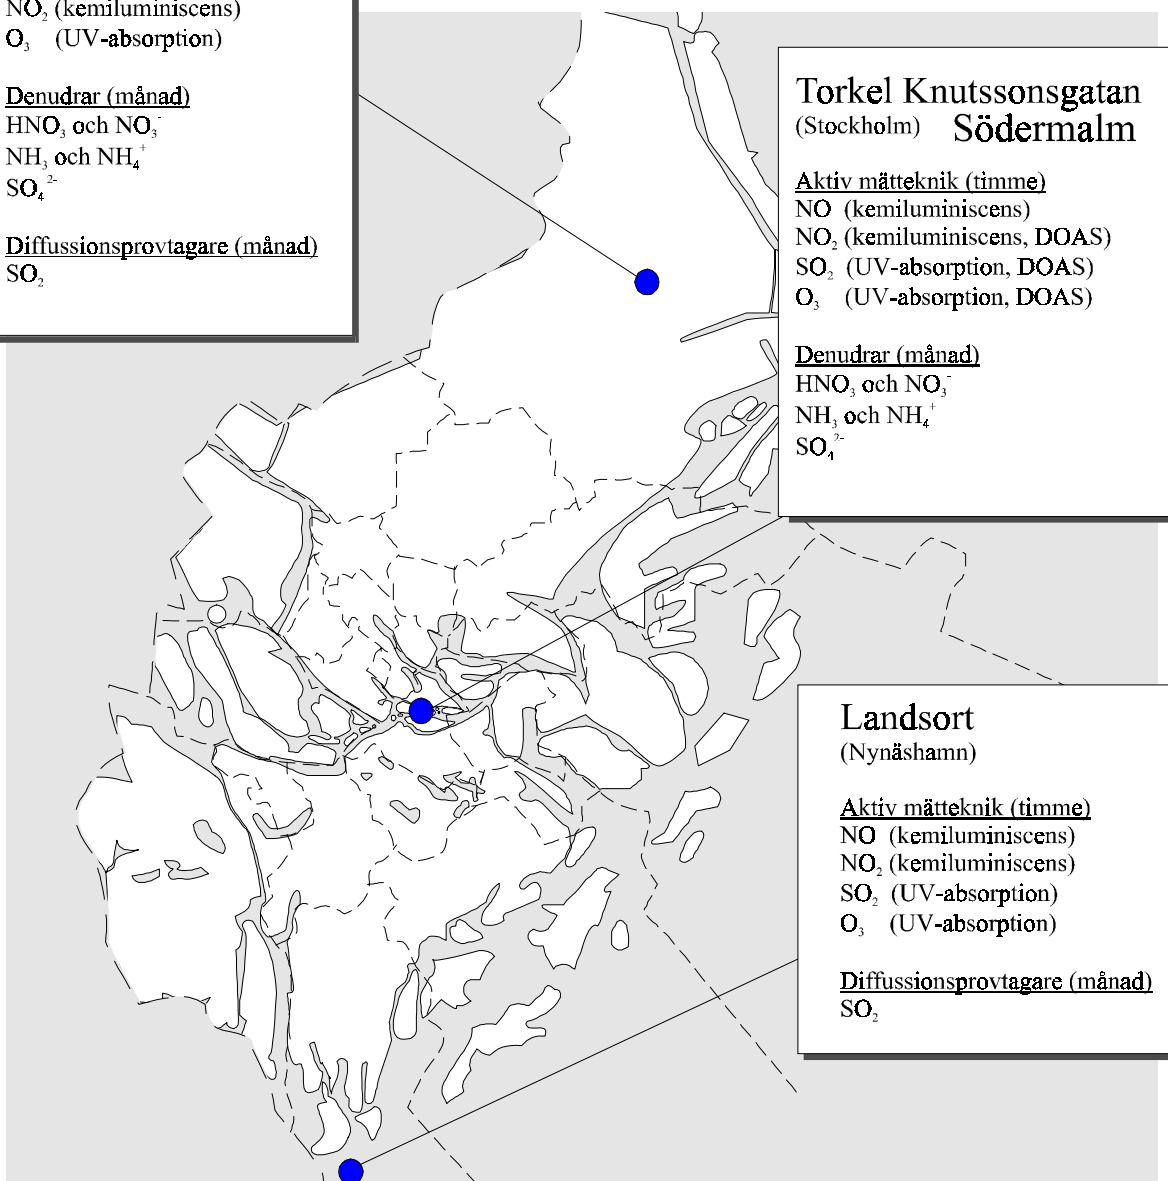 NO₂ (kemiluminiscens)
O₃ (UV-absorption)
Denudrar (månad)
HNO₃ och NO₃⁻
NH₃ och NH₄⁺
SO₄²⁻
Diffussionsprovtagare (månad)
SO₂
Torkel Knutssonsgatan
(Stockholm) Södermalm
Aktiv mätteknik (timme)
NO (kemiluminiscens)
NO₂ (kemiluminiscens, DOAS)
SO₂ (UV-absorption, DOAS)
O₃ (UV-absorption, DOAS)
Denudrar (månad)
HNO₃ och NO₃⁻
NH₃ och NH₄⁺
SO₄²⁻
Landsort
(Nynäshamn)
Aktiv mätteknik (timme)
NO (kemiluminiscens)
NO₂ (kemiluminiscens)
SO₂ (UV-absorption)
O₃ (UV-absorption)
Diffussionsprovtagare (månad)
SO₂